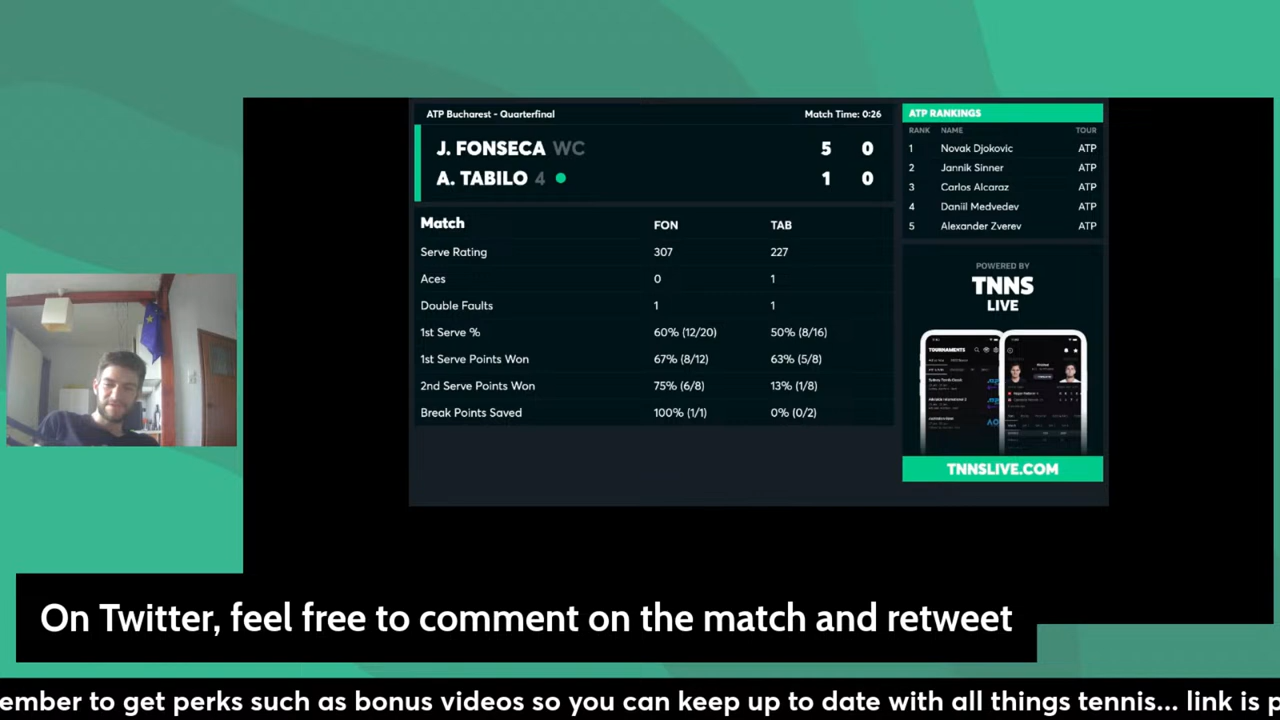 ATP Bucharest - Quarterfinal Match Time: 0:26
J. FONSECA WC 5 0
A. TABILO 4 1 0
Match FON TAB
Serve Rating 307 227
Aces 0 1
Double Faults 1 1
1st Serve % 60% (12/20) 50% (8/16)
1st Serve Points Won 67% (8/12) 63% (5/8)
2nd Serve Points Won 75% (6/8) 13% (1/8)
Break Points Saved 100% (1/1) 0% (0/2)
ATP RANKINGS
RANK NAME TOUR
1 Novak Djokovic ATP
2 Jannik Sinner ATP
3 Carlos Alcaraz ATP
4 Daniil Medvedev ATP
5 Alexander Zverev ATP
POWERED BY
TNNS
LIVE
TOURNAMENTS
TNNSLIVE.COM
On Twitter, feel free to comment on the match and retweet
ember to get perks such as bonus videos so you can keep up to date with all things tennis... link is p